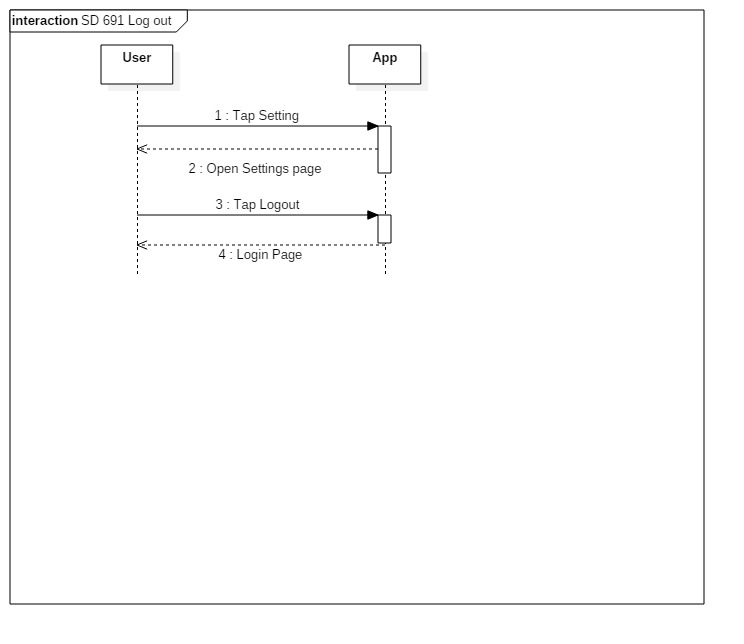 interaction SD 691 Log out
User
App
1 : Tap Setting
2 : Open Settings page
3 : Tap Logout
4 : Login Page